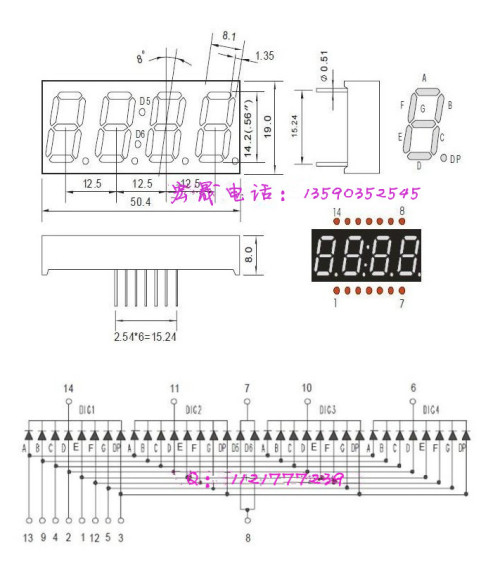 8.1
8°
1.35
D5
D6
14.2(.56")
19.0
12.5 12.5 12.5
50.4
Ø 0.51
15.24
A
F G B
E C
D DP
宏晟电话：13590352545
14 8
1 7
8.0
2.54*6=15.24
14 11 7 10 6
DIG1 DIG2 DIG3 DIG4
A B C D E F G DP A B C D E F G DP D5 D6 A B C D E F G DP A B C D E F G DP
Q：1121777239
13 9 4 2 1 12 5 3 8